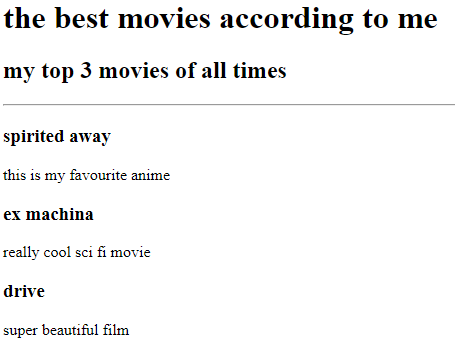 the best movies according to me
my top 3 movies of all times
spirited away
this is my favourite anime
ex machina
really cool sci fi movie
drive
super beautiful film